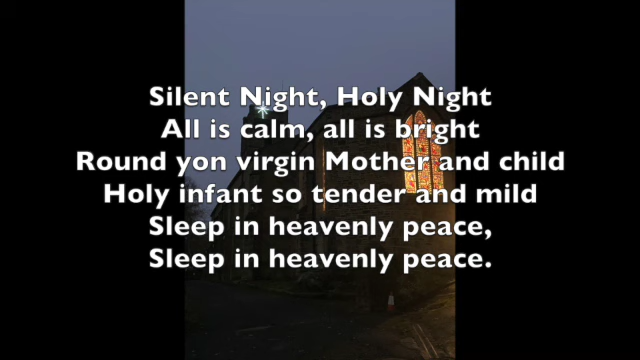 Silent Night, Holy Night
All is calm, all is bright
Round yon virgin Mother and child
Holy infant so tender and mild
Sleep in heavenly peace,
Sleep in heavenly peace.